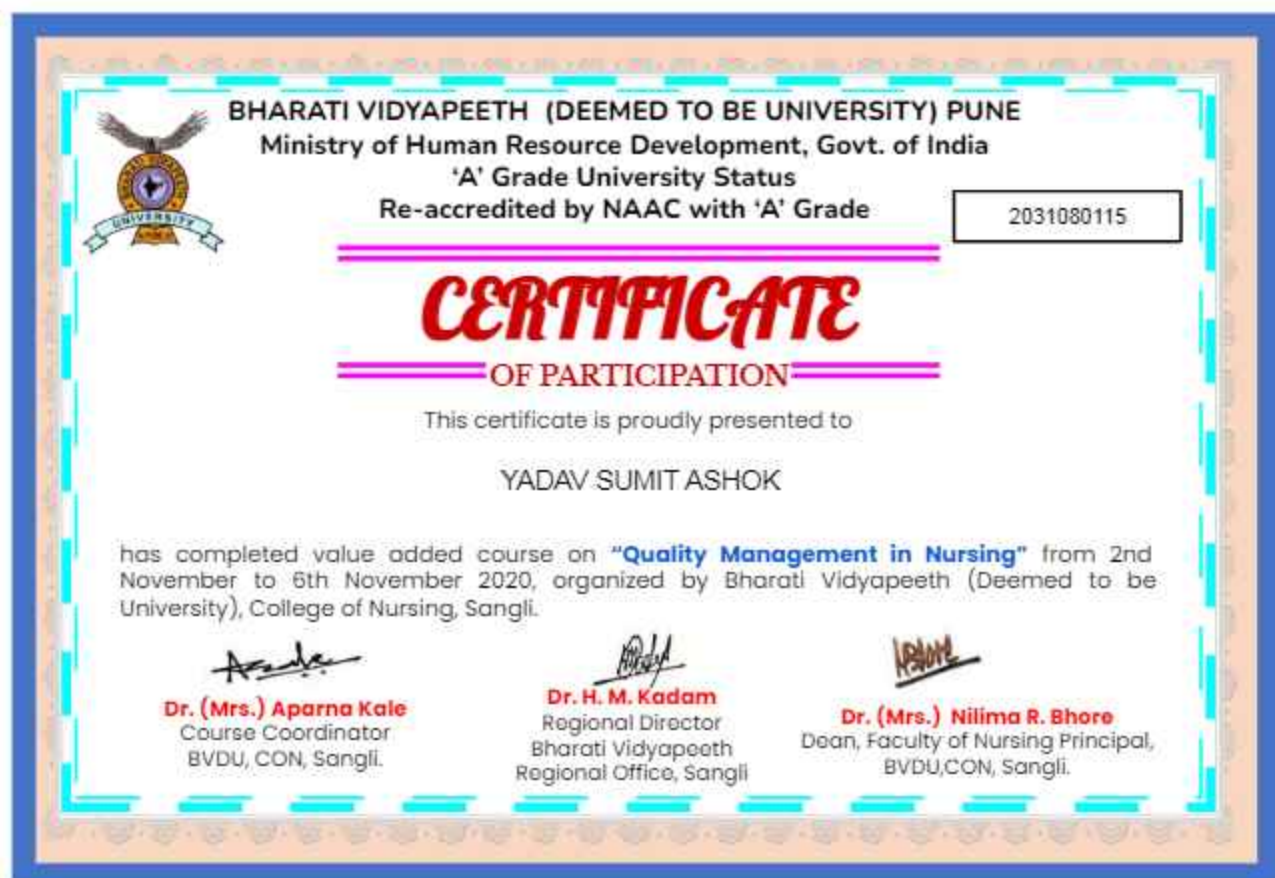 BHARATI VIDYAPEETH (DEEMED TO BE UNIVERSITY) PUNE
Ministry of Human Resource Development, Govt. of India
‘A’ Grade University Status
Re-accredited by NAAC with ‘A’ Grade
2031080115
BHARATI VIDYAPEETH
UNIVERSITY
CERTIFICATE
OF PARTICIPATION
This certificate is proudly presented to
YADAV SUMIT ASHOK
has completed value added course on “Quality Management in Nursing” from 2nd
November to 6th November 2020, organized by Bharati Vidyapeeth (Deemed to be
University), College of Nursing, Sangli.
Dr. (Mrs.) Aparna Kale
Course Coordinator
BVDU, CON, Sangli.
Dr. H. M. Kadam
Regional Director
Bharati Vidyapeeth
Regional Office, Sangli
Dr. (Mrs.) Nilima R. Bhore
Dean, Faculty of Nursing Principal,
BVDU,CON, Sangli.